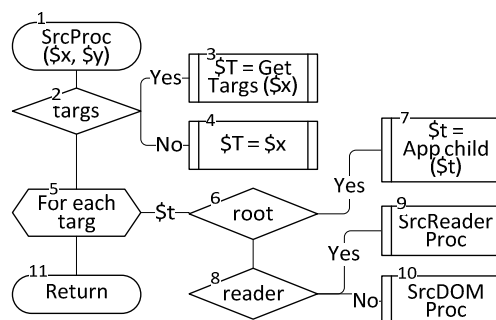 1
SrcProc
($x, $y)
2
targs
Yes
3
$T = Get
Targs ($x)
No
4
$T = $x
5
For each
targ
$t
6
root
Yes
7
$t =
App child
($t)
8
reader
Yes
9
SrcReader
Proc
No
10
SrcDOM
Proc
11
Return